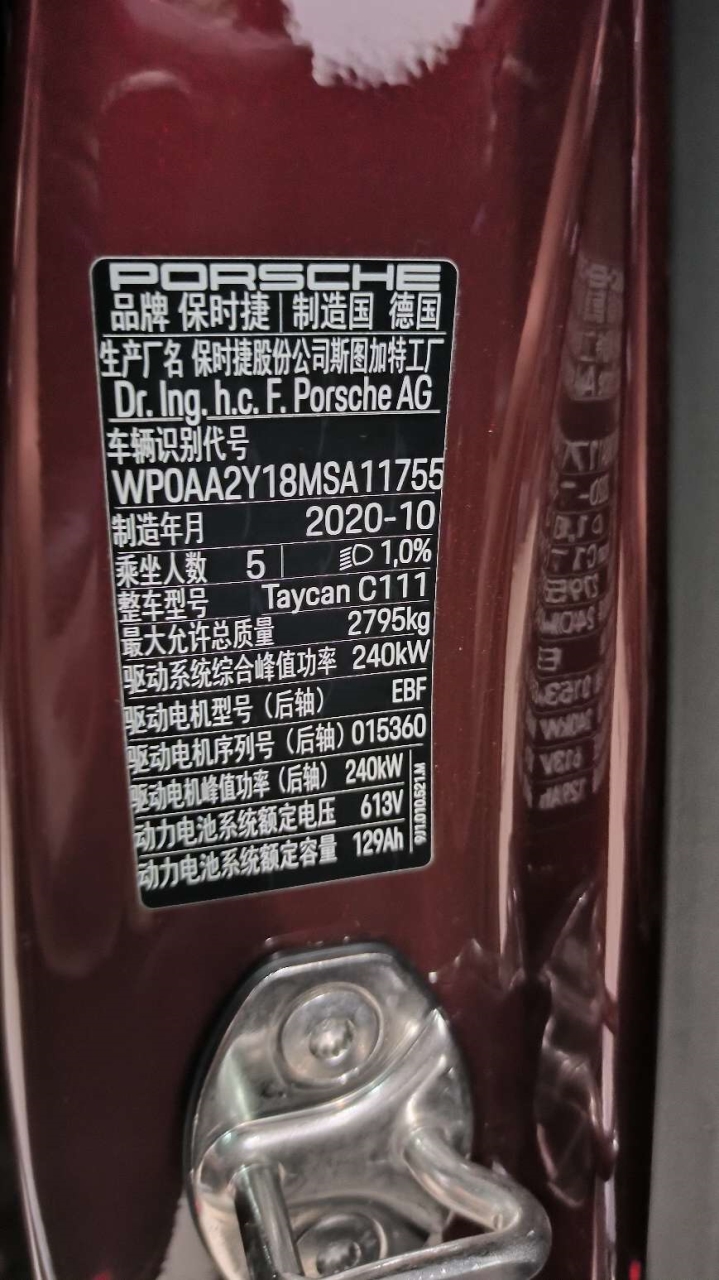 PORSCHE
品牌 保时捷 制造国 德国
生产厂名 保时捷股份公司斯图加特工厂
Dr. Ing. h.c. F. Porsche AG
车辆识别代号
WP0AA2Y18MSA11755
制造年月 2020-10
乘坐人数 5 1,0%
整车型号 Taycan C111
最大允许总质量 2795kg
驱动系统综合峰值功率 240kW
驱动电机型号（后轴） EBF
驱动电机序列号（后轴） 015360
驱动电机峰值功率（后轴） 240kW
动力电池系统额定电压 613V
动力电池系统额定容量 129Ah
9J1.010.521.M